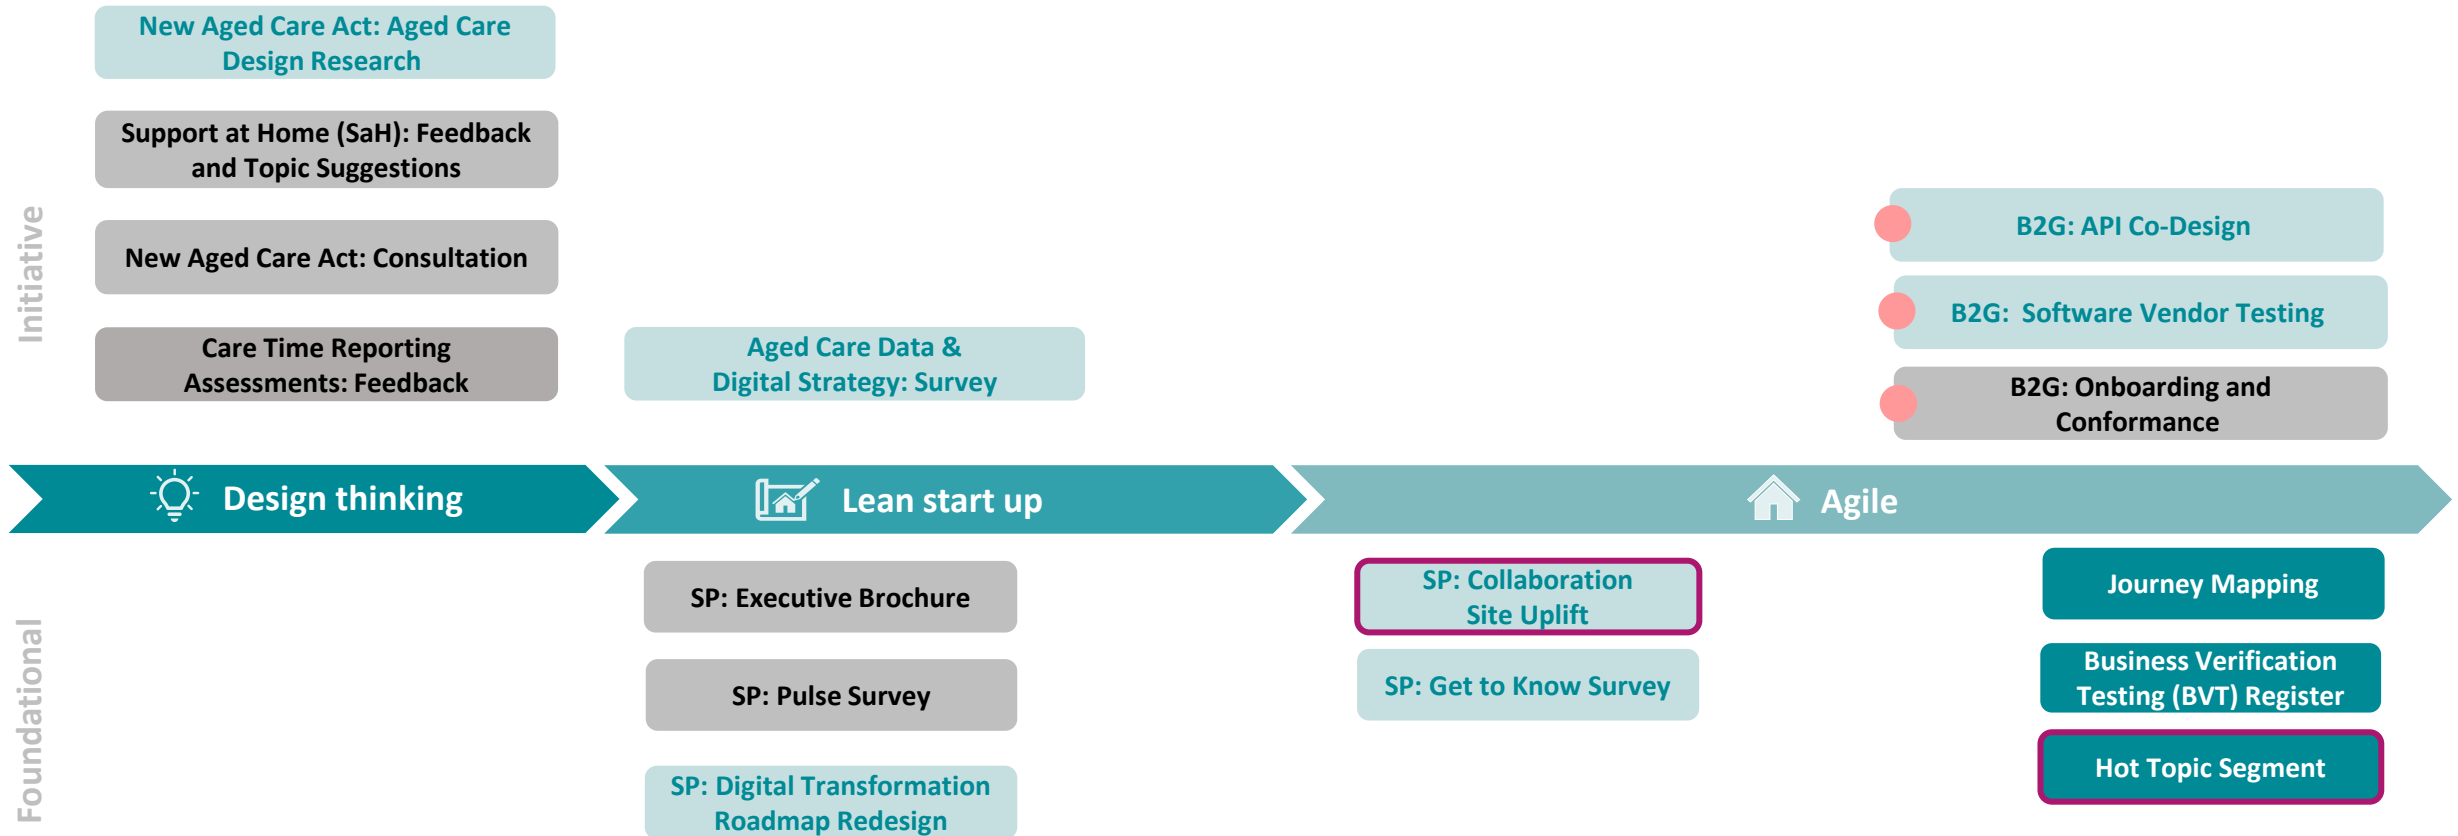 New Aged Care Act: Aged Care
Design Research
Support at Home (SaH): Feedback
and Topic Suggestions
New Aged Care Act: Consultation
Care Time Reporting
Assessments: Feedback
Aged Care Data &
Digital Strategy: Survey
B2G: API Co-Design
B2G:  Software Vendor Testing
B2G: Onboarding and
Conformance
Initiative
Design thinking
Lean start up
Agile
Foundational
SP: Executive Brochure
SP: Pulse Survey
SP: Digital Transformation
Roadmap Redesign
SP: Collaboration
Site Uplift
SP: Get to Know Survey
Journey Mapping
Business Verification
Testing (BVT) Register
Hot Topic Segment